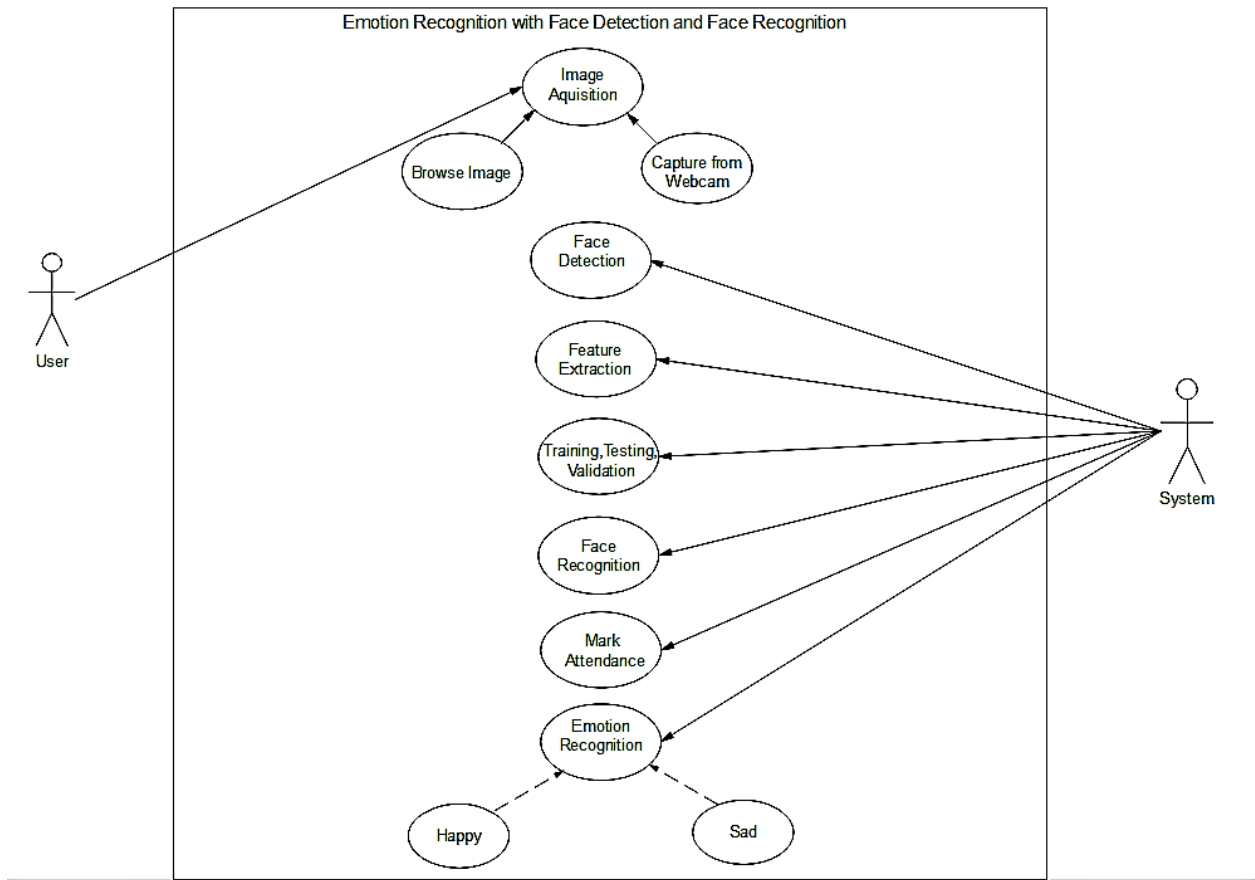 Emotion Recognition with Face Detection and Face Recognition
Image
Aquisition
Browse Image
Capture from
Webcam
Face
Detection
User
Feature
Extraction
Training,Testing,
Validation
System
Face
Recognition
Mark
Attendance
Emotion
Recognition
Happy
Sad